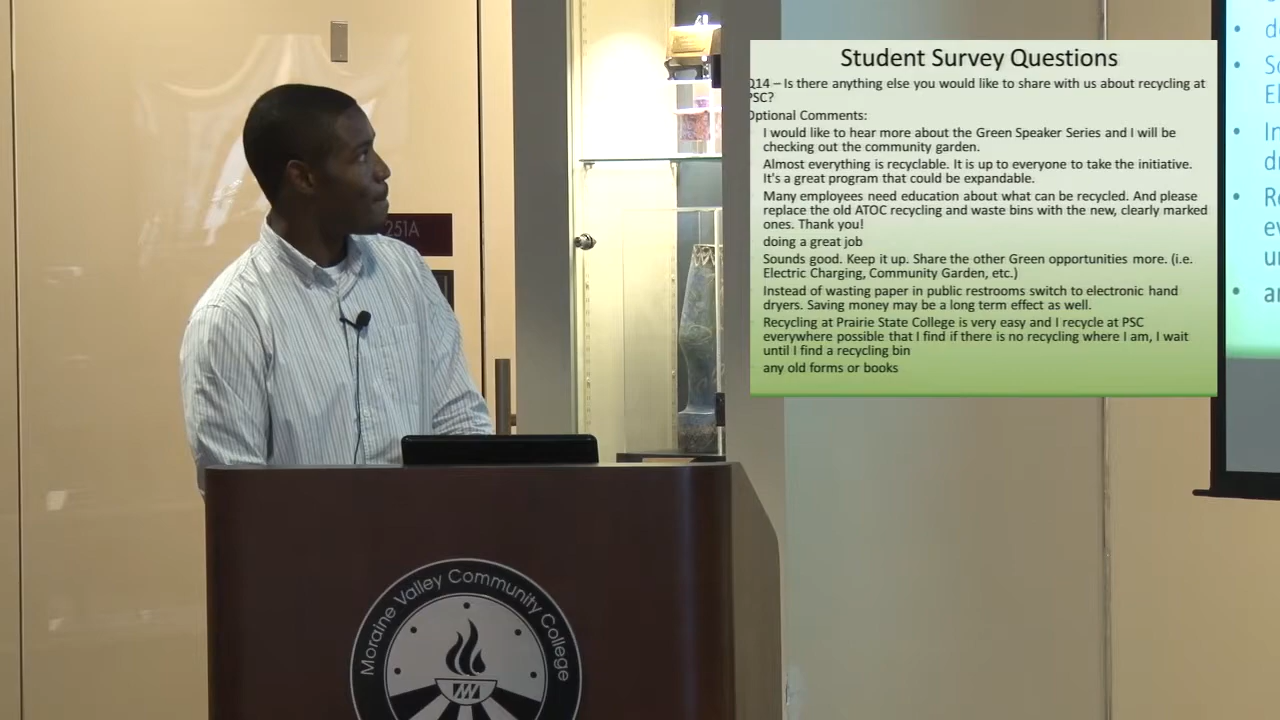 Student Survey Questions
Q14 – Is there anything else you would like to share with us about recycling at
PSC?
Optional Comments:
I would like to hear more about the Green Speaker Series and I will be
checking out the community garden.
Almost everything is recyclable. It is up to everyone to take the initiative.
It's a great program that could be expandable.
Many employees need education about what can be recycled. And please
replace the old ATOC recycling and waste bins with the new, clearly marked
ones. Thank you!
doing a great job
Sounds good. Keep it up. Share the other Green opportunities more. (i.e.
Electric Charging, Community Garden, etc.)
Instead of wasting paper in public restrooms switch to electronic hand
dryers. Saving money may be a long term effect as well.
Recycling at Prairie State College is very easy and I recycle at PSC
everywhere possible that I find if there is no recycling where I am, I wait
until I find a recycling bin
any old forms or books
251A
Moraine Valley Community College